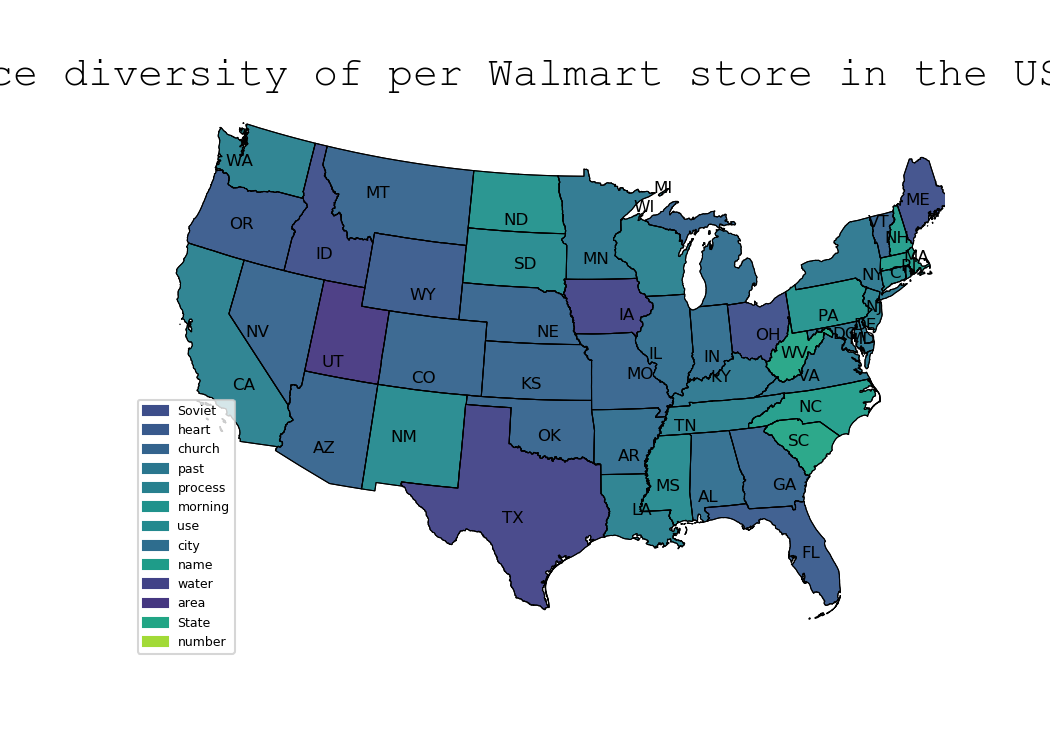 ce diversity of per Walmart store in the US
WA
MI
MT
WI
ME
OR
ND
VT
NH
ID
SD
MN
MA
RI
NY
CT
WY
IA
PA
NJ
NV
NE
OH
DE
DC
MD
UT
IL
IN
WV
CO
KS
MO
KY
VA
CA
NC
NM
AZ
OK
TN
SC
AR
MS
AL
GA
TX
LA
FL
Soviet
heart
church
past
process
morning
use
city
name
water
area
State
number